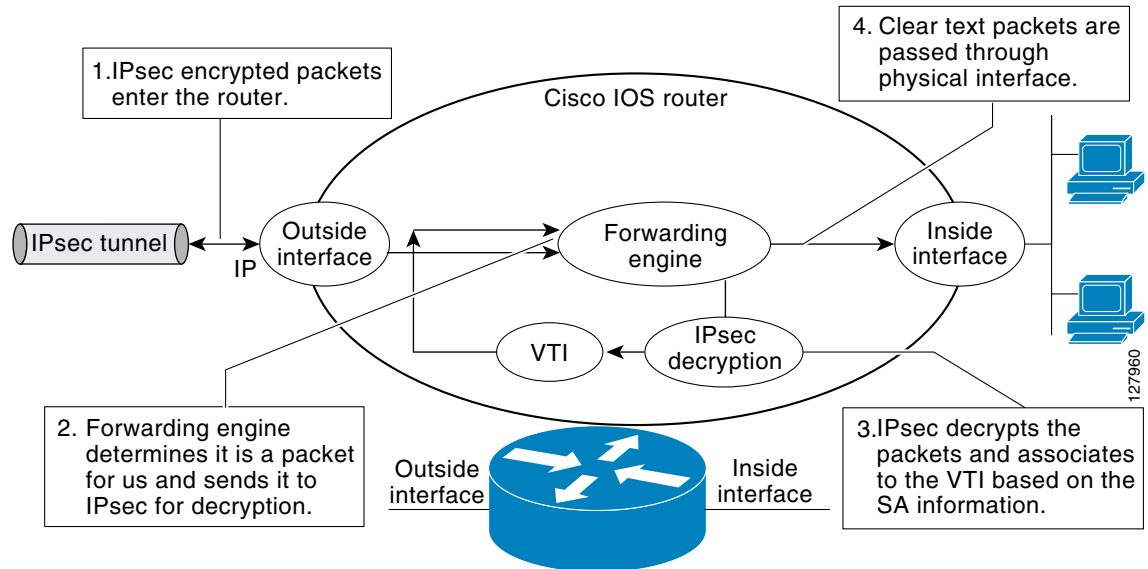 1.IPsec encrypted packets
enter the router.
4. Clear text packets are
passed through
physical interface.
Cisco IOS router
IPsec tunnel
IP
Outside
interface
Forwarding
engine
Inside
interface
VTI
IPsec
decryption
127960
2. Forwarding engine
determines it is a packet
for us and sends it to
IPsec for decryption.
Outside
interface
Inside
interface
3.IPsec decrypts the
packets and associates
to the VTI based on the
SA information.